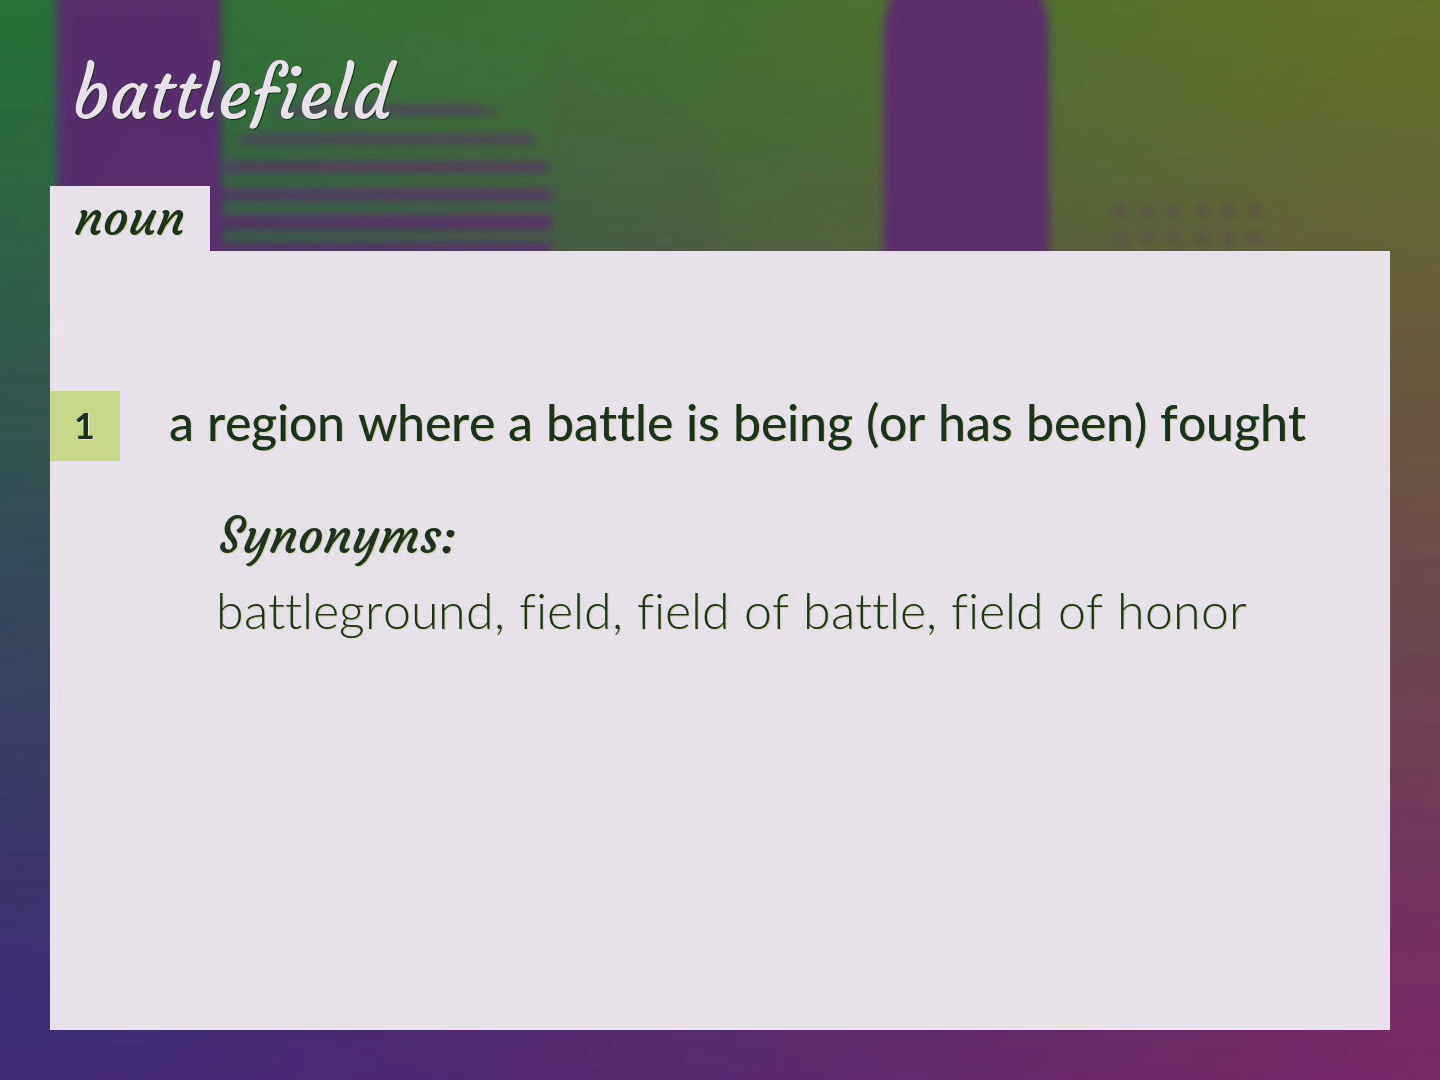 battlefield
noun
1 a region where a battle is being (or has been) fought
Synonyms:
battleground, field, field of battle, field of honor